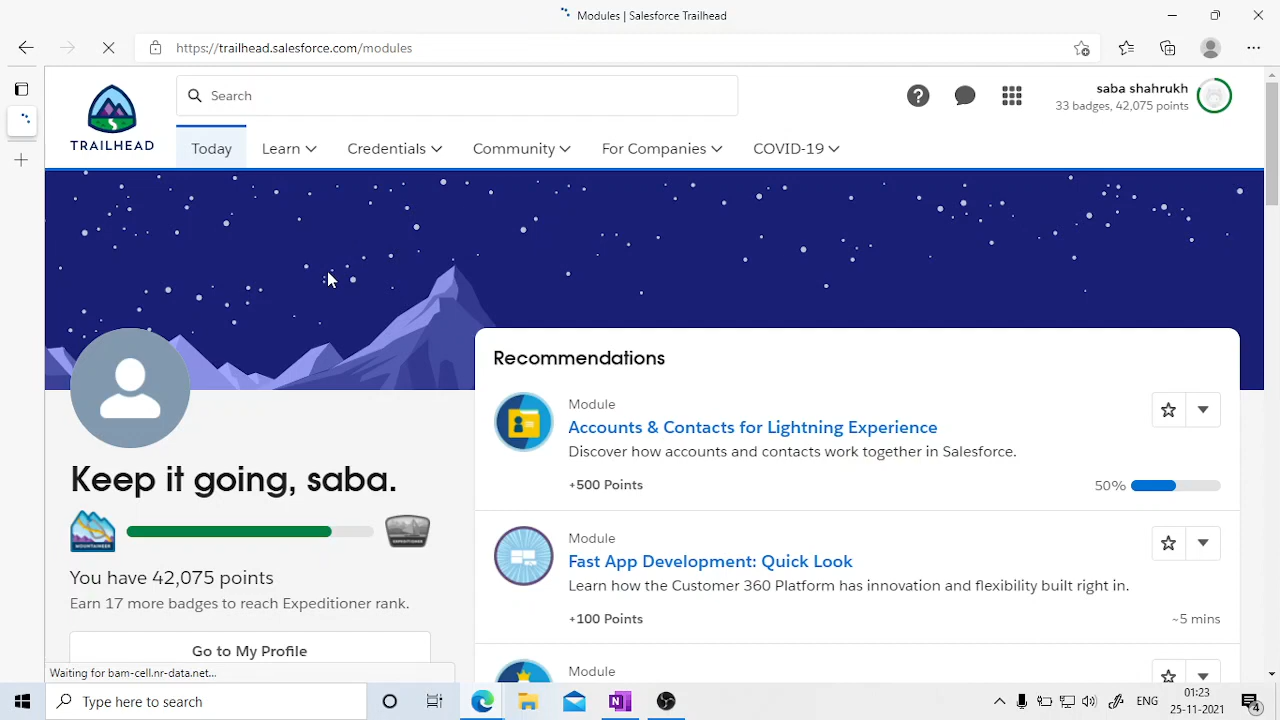 Modules | Salesforce Trailhead
https://trailhead.salesforce.com/modules
TRAILHEAD
Search
saba shahrukh
33 badges, 42,075 points
Today Learn Credentials Community For Companies COVID-19
Recommendations
Module
Accounts & Contacts for Lightning Experience
Discover how accounts and contacts work together in Salesforce.
+500 Points
50%
Keep it going, saba.
MOUNTAINEER
EXPEDITIONER
You have 42,075 points
Earn 17 more badges to reach Expeditioner rank.
Go to My Profile
Module
Fast App Development: Quick Look
Learn how the Customer 360 Platform has innovation and flexibility built right in.
+100 Points
~5 mins
Module
Waiting for bam-cell.nr-data.net...
Type here to search
ENG
01:23
25-11-2021
4